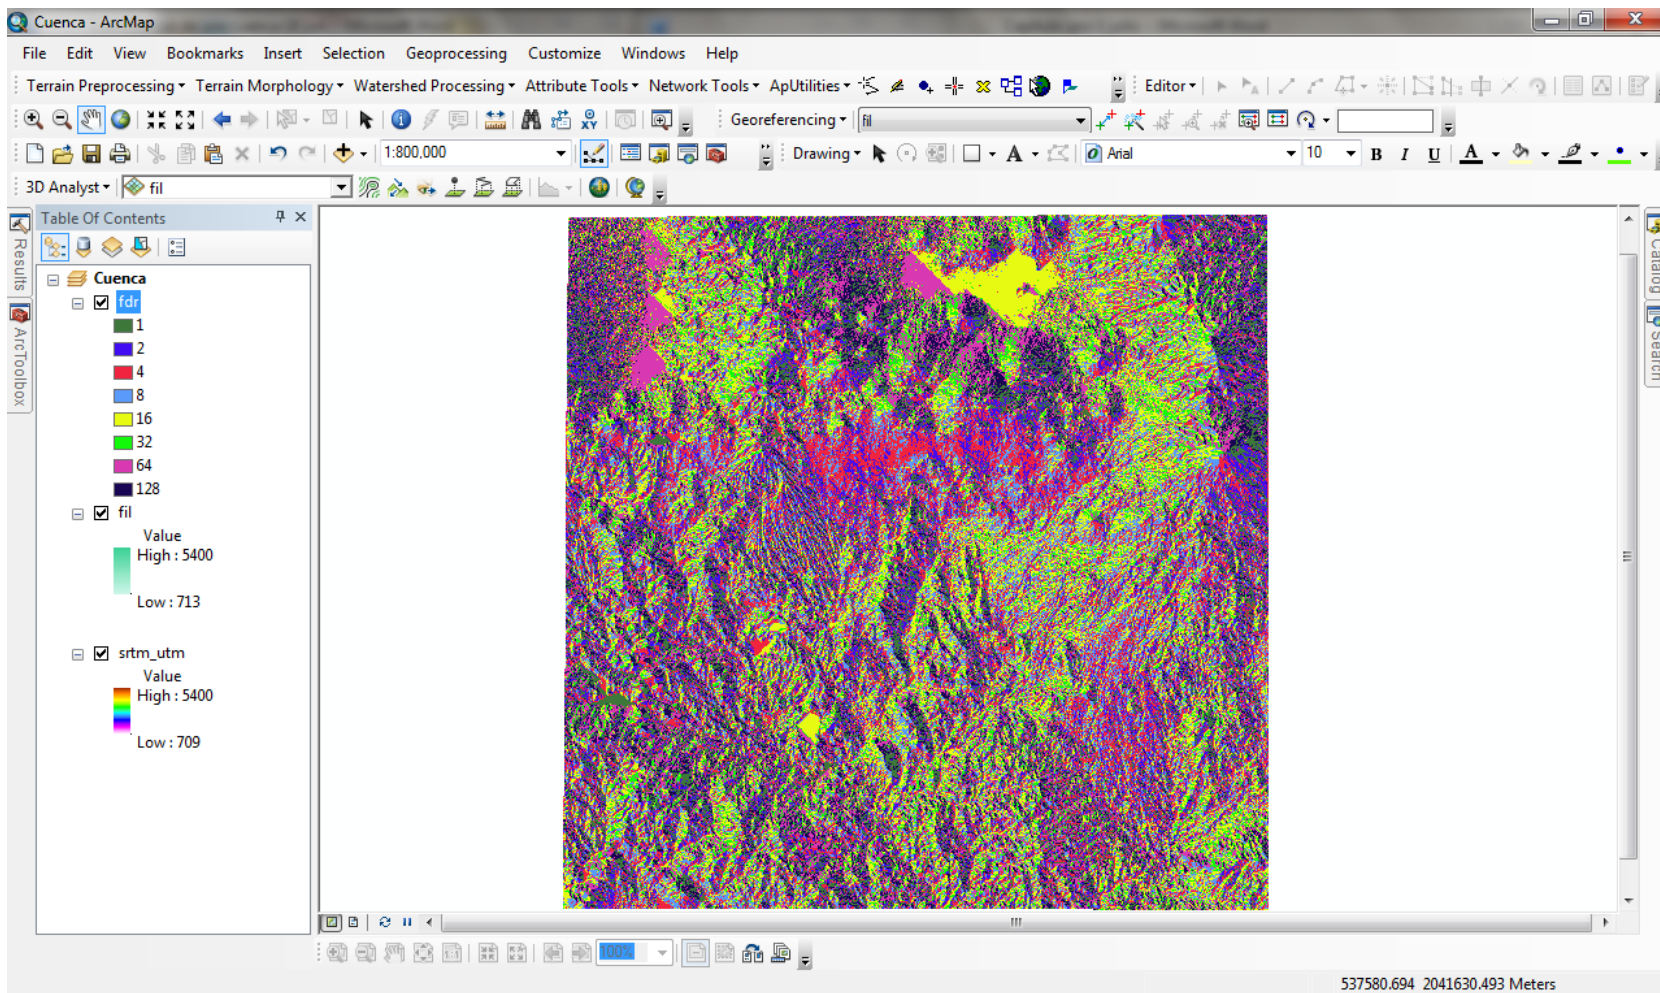 Cuenca - ArcMap
File Edit View Bookmarks Insert Selection Geoprocessing Customize Windows Help
Terrain Preprocessing Terrain Morphology Watershed Processing Attribute Tools Network Tools ApUtilities Editor
Georeferencing fil
1:800,000 Drawing A Arial 10 B I U A
3D Analyst fil
Table Of Contents
Results
ArcToolbox
Catalog
Search
Cuenca
fdr
1
2
4
8
16
32
64
128
fil
Value
High : 5400
Low : 713
srtm_utm
Value
High : 5400
Low : 709
100%
537580.694 2041630.493 Meters